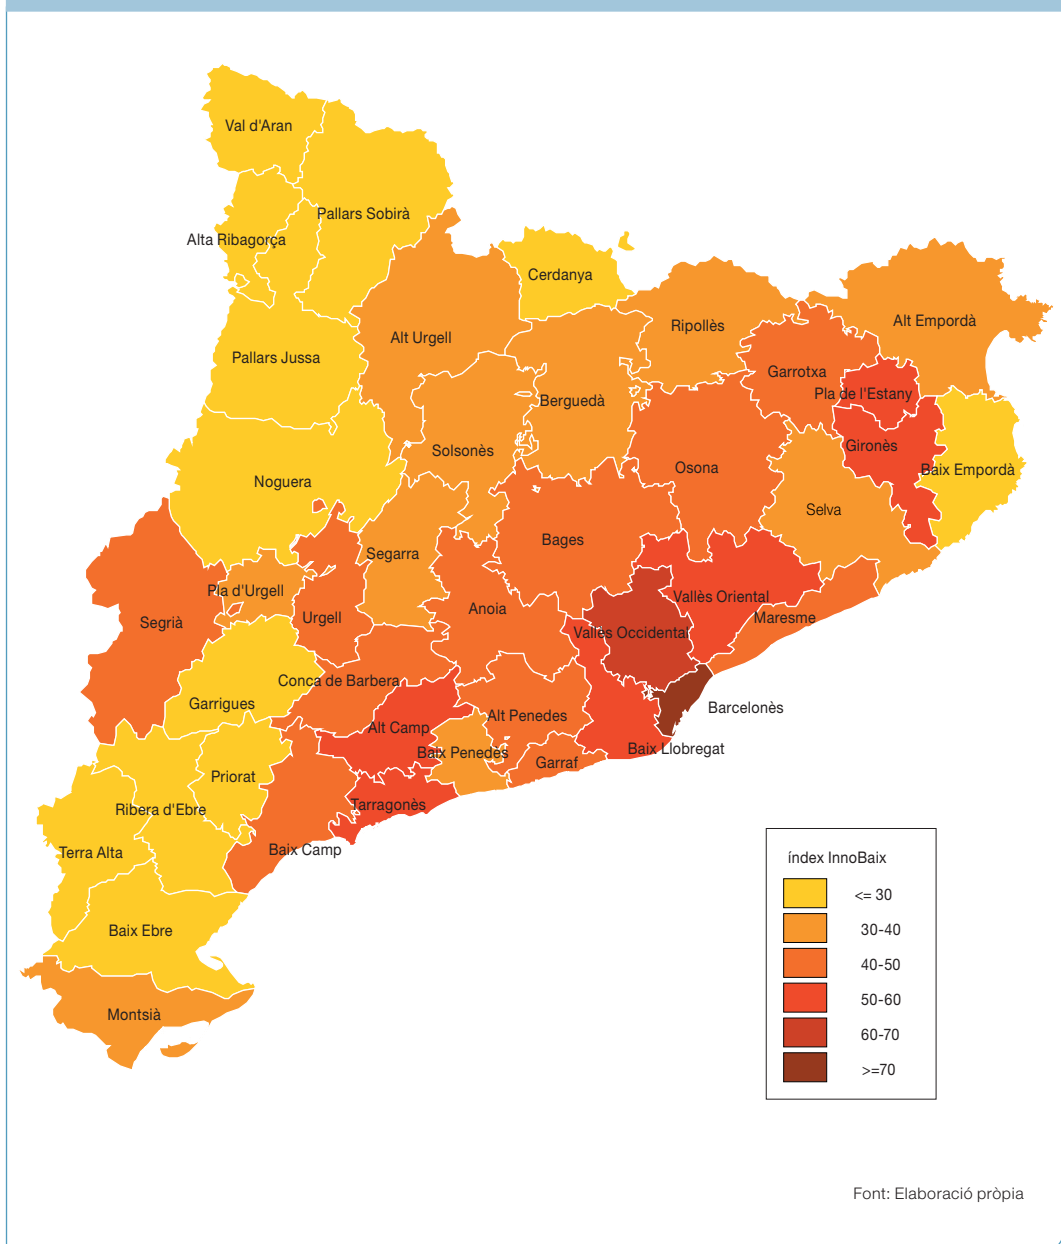 Val d'Aran
Pallars Sobirà
Alta Ribagorça
Cerdanya
Ripollès
Alt Empordà
Alt Urgell
Pallars Jussa
Garrotxa
Pla de l'Estany
Berguedà
Gironès
Solsonès
Osona
Baix Empordà
Noguera
Selva
Bages
Segarra
Pla d'Urgell
Vallès Oriental
Anoia
Urgell
Maresme
Segrià
Vallès Occidental
Conca de Barbera
Garrigues
Barcelonès
Alt Penedes
Alt Camp
Baix Llobregat
Baix Penedès
Garraf
Priorat
Tarragonès
Ribera d'Ebre
Baix Camp
Terra Alta
Baix Ebre
Montsià
índex InnoBaix
<= 30
30-40
40-50
50-60
60-70
>=70
Font: Elaboració pròpia